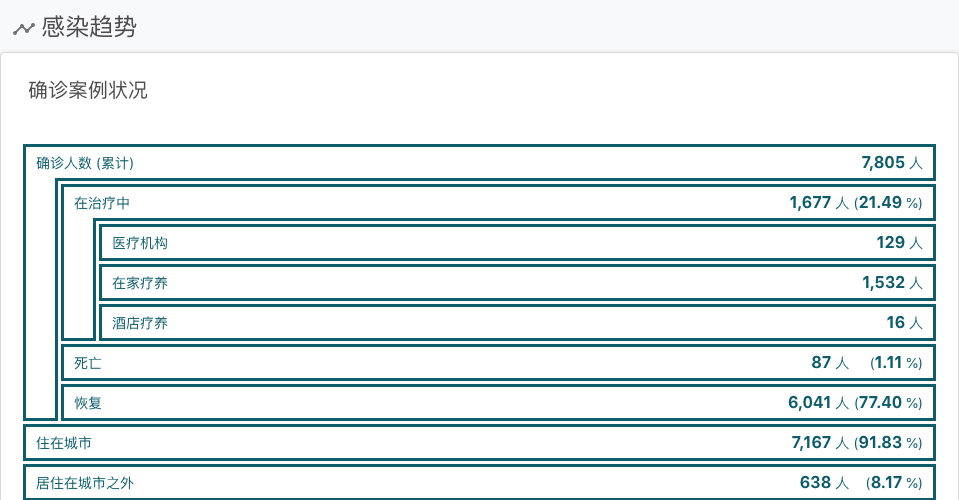 感染趋势
确诊案例状况
确诊人数 (累计) 7,805 人
在治疗中 1,677 人 (21.49 %)
医疗机构 129 人
在家疗养 1,532 人
酒店疗养 16 人
死亡 87 人 (1.11 %)
恢复 6,041 人 (77.40 %)
住在城市 7,167 人 (91.83 %)
居住在城市之外 638 人 (8.17 %)